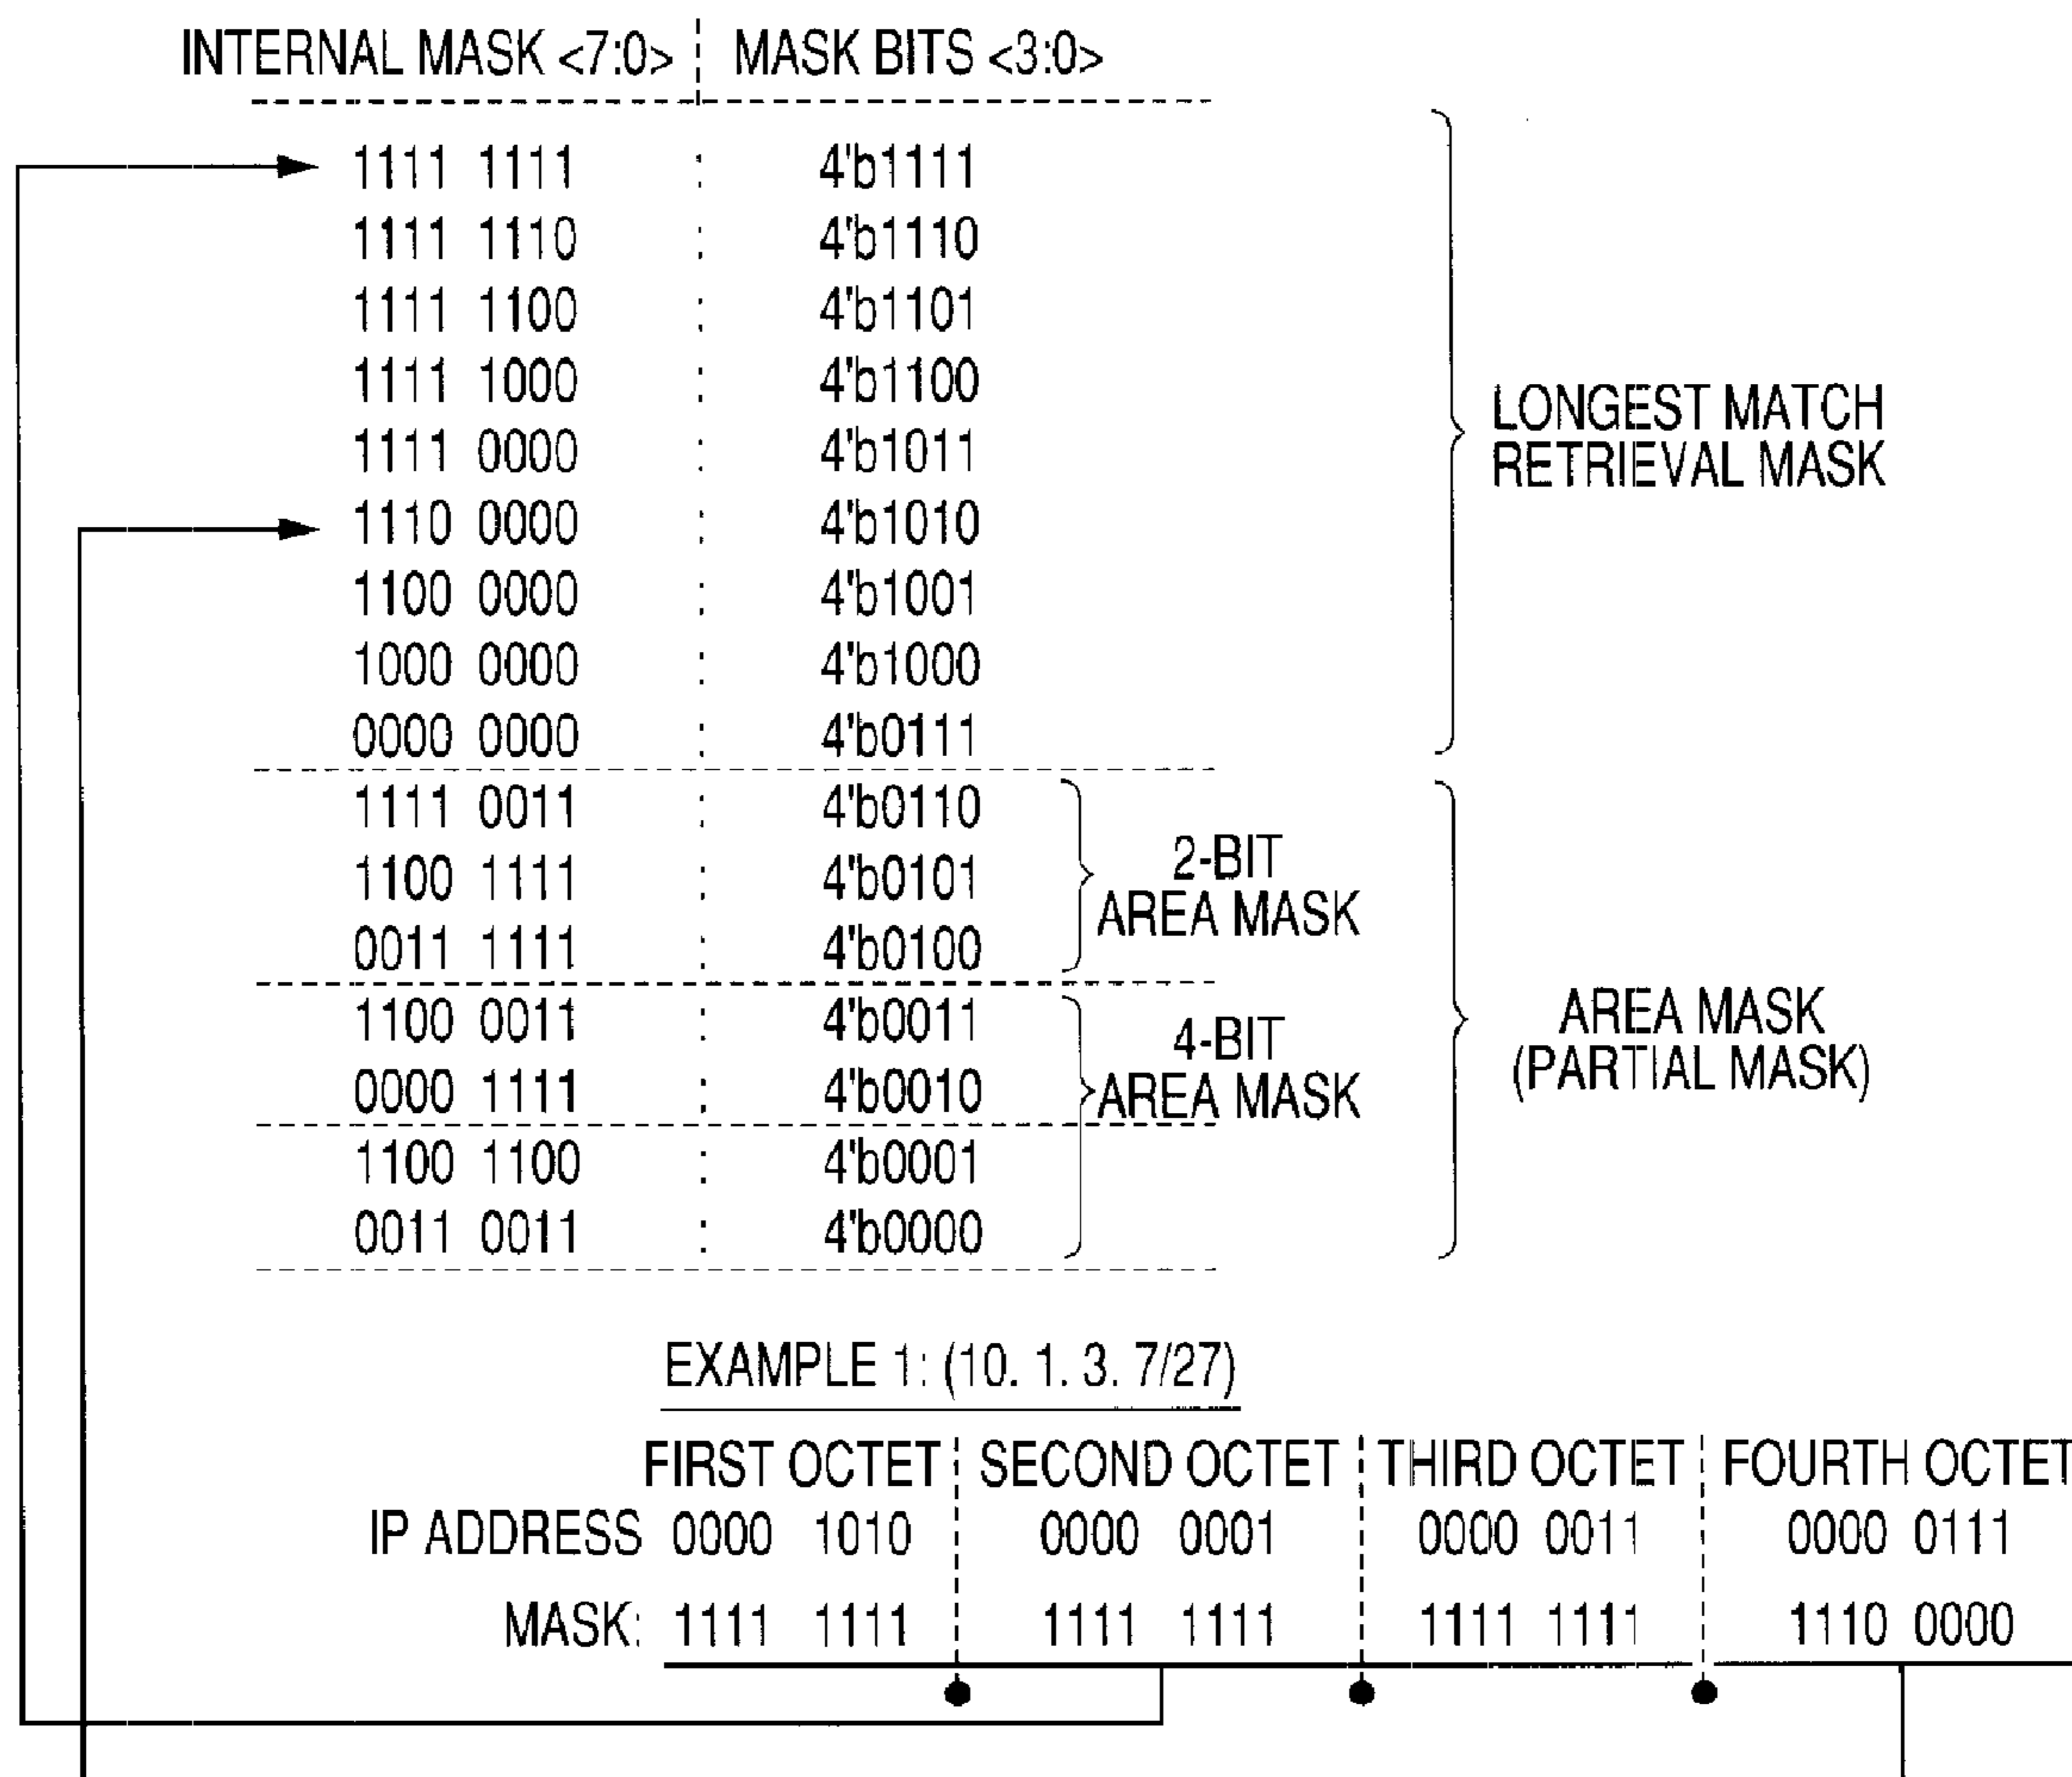 INTERNAL MASK <7:0> MASK BITS <3:0>
1111 1111 : 4'b1111
1111 1110 : 4'b1110
1111 1100 : 4'b1101
1111 1000 : 4'b1100
1111 0000 : 4'b1011
1110 0000 : 4'b1010
1100 0000 : 4'b1001
1000 0000 : 4'b1000
0000 0000 : 4'b0111
LONGEST MATCH
RETRIEVAL MASK
1111 0011 : 4'b0110
1100 1111 : 4'b0101
0011 1111 : 4'b0100
2-BIT
AREA MASK
1100 0011 : 4'b0011
0000 1111 : 4'b0010
1100 1100 : 4'b0001
0011 0011 : 4'b0000
4-BIT
AREA MASK
AREA MASK
(PARTIAL MASK)
EXAMPLE 1: (10. 1. 3. 7/27)
FIRST OCTET SECOND OCTET THIRD OCTET FOURTH OCTET
IP ADDRESS 0000 1010 0000 0001 0000 0011 0000 0111
MASK: 1111 1111 1111 1111 1111 1111 1110 0000